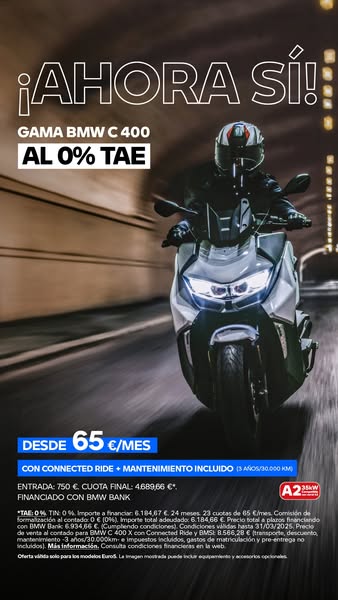 ¡AHORA SÍ!
GAMA BMW C 400
AL 0% TAE
DESDE 65 €/MES
CON CONNECTED RIDE + MANTENIMIENTO INCLUIDO (3 AÑOS/30.000 KM)
ENTRADA: 750 €. CUOTA FINAL: 4.689,66 €*.
FINANCIADO CON BMW BANK
A2 35kW
*TAE: 0 %. TIN: 0 %. Importe a financiar: 6.184,67 €. 24 meses. 23 cuotas de 65 €/mes. Comisión de
formalización al contado: 0 € (0%). Importe total adeudado: 6.184,66 €. Precio total a plazos financiando
con BMW Bank: 6.934,66 €. (Cumpliendo condiciones). Condiciones válidas hasta 31/03/2025. Precio
de venta al contado para BMW C 400 X con Connected Ride y BMSI: 8.566,28 € (transporte, descuento,
mantenimiento -3 años/30.000km- e impuestos incluidos, gastos de matriculación y pre-entrega no
incluidos). Más Información. Consulta condiciones financieras en la web.
Oferta válida solo para los modelos Euro5. La imagen mostrada puede incluir equipamiento y accesorios opcionales.